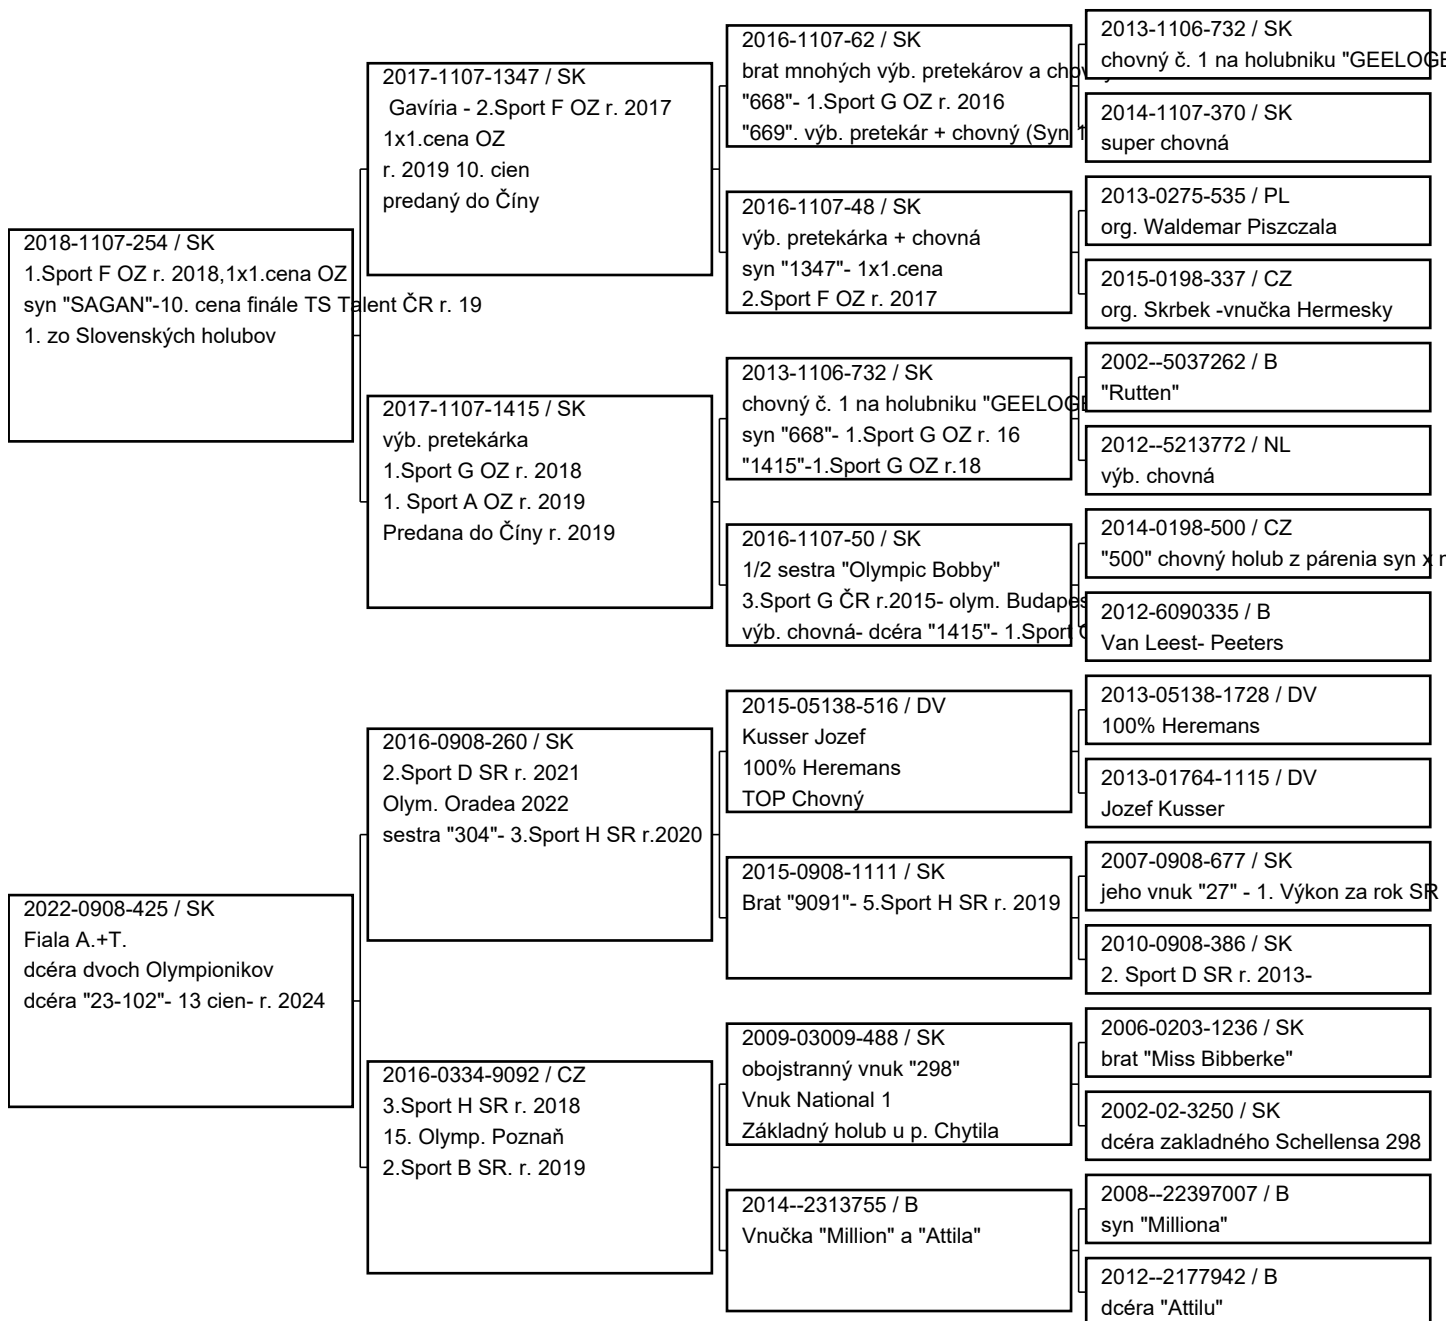 2018-1107-254 / SK
1.Sport F OZ r. 2018,1x1.cena OZ
syn "SAGAN"-10. cena finále TS Talent ČR r. 19
1. zo Slovenských holubov
2022-0908-425 / SK
Fiala A.+T.
dcéra dvoch Olympionikov
dcéra "23-102"- 13 cien- r. 2024
2017-1107-1347 / SK
Gavíria - 2.Sport F OZ r. 2017
1x1.cena OZ
r. 2019 10. cien
predaný do Číny
2017-1107-1415 / SK
výb. pretekárka
1.Sport G OZ r. 2018
1. Sport A OZ r. 2019
Predana do Číny r. 2019
2016-0908-260 / SK
2.Sport D SR r. 2021
Olym. Oradea 2022
sestra "304"- 3.Sport H SR r.2020
2016-0334-9092 / CZ
3.Sport H SR r. 2018
15. Olymp. Poznaň
2.Sport B SR. r. 2019
2016-1107-62 / SK
brat mnohých výb. pretekárov a
"668"- 1.Sport G OZ r. 2016
"669". výb. pretekár + chovný (Syn
2016-1107-48 / SK
výb. pretekárka + chovná
syn "1347"- 1x1.cena
2.Sport F OZ r. 2017
2013-1106-732 / SK
chovný č. 1 na holubniku
syn "668"- 1.Sport G OZ r. 16
"1415"-1.Sport G OZ r.18
2016-1107-50 / SK
1/2 sestra "Olympic Bobby"
3.Sport G ČR r.2015- olym.
výb. chovná- dcéra "1415"- 1.Sport
2015-05138-516 / DV
Kusser Jozef
100% Heremans
TOP Chovný
2015-0908-1111 / SK
Brat "9091"- 5.Sport H SR r. 2019
2009-03009-488 / SK
obojstranný vnuk "298"
Vnuk National 1
Základný holub u p. Chytila
2014--2313755 / B
Vnučka "Million" a "Attila"
2013-1106-732 / SK
chovný č. 1 na holubniku
2014-1107-370 / SK
super chovná
2013-0275-535 / PL
org. Waldemar Piszczala
2015-0198-337 / CZ
org. Skrbek -vnučka Hermesky
2002--5037262 / B
"Rutten"
2012--5213772 / NL
výb. chovná
2014-0198-500 / CZ
"500" chovný holub z párenia syn x
2012-6090335 / B
Van Leest- Peeters
2013-05138-1728 / DV
100% Heremans
2013-01764-1115 / DV
Jozef Kusser
2007-0908-677 / SK
jeho vnuk "27" - 1. Výkon za rok SR
2010-0908-386 / SK
2. Sport D SR r. 2013-
2006-0203-1236 / SK
brat "Miss Bibberke"
2002-02-3250 / SK
dcéra zakladného Schellensa 298
2008--22397007 / B
syn "Milliona"
2012--2177942 / B
dcéra "Attilu"